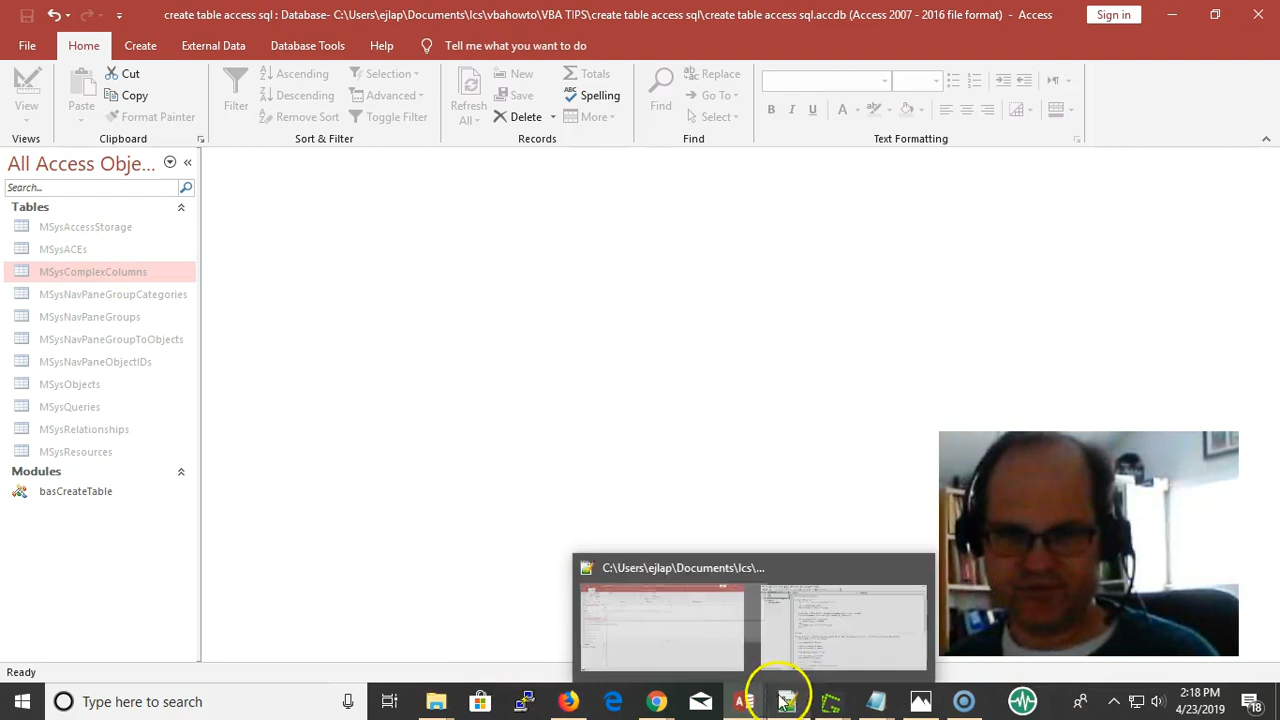 create table access sql : Database- C:\Users\ejlap\Documents\lcs\vbahowto\VBA TIPS\create table access sql\create table access sql.accdb (Access 2007 - 2016 file format) - Access
Sign in
File Home Create External Data Database Tools Help Tell me what you want to do
View
Views
Paste
Cut
Copy
Format Painter
Clipboard
Filter
Ascending
Descending
Remove Sort
Selection
Advanced
Toggle Filter
Sort & Filter
Refresh All
New
Save
Delete
Totals
Spelling
More
Records
Find
Replace
Go To
Select
Find
B I U A
Text Formatting
All Access Obje...
Search...
Tables
MSysAccessStorage
MSysACEs
MSysComplexColumns
MSysNavPaneGroupCategories
MSysNavPaneGroups
MSysNavPaneGroupToObjects
MSysNavPaneObjectIDs
MSysObjects
MSysQueries
MSysRelationships
MSysResources
Modules
basCreateTable
C:\Users\ejlap\Documents\lcs\...
Ready
Type here to search
2:18 PM
4/23/2019
18